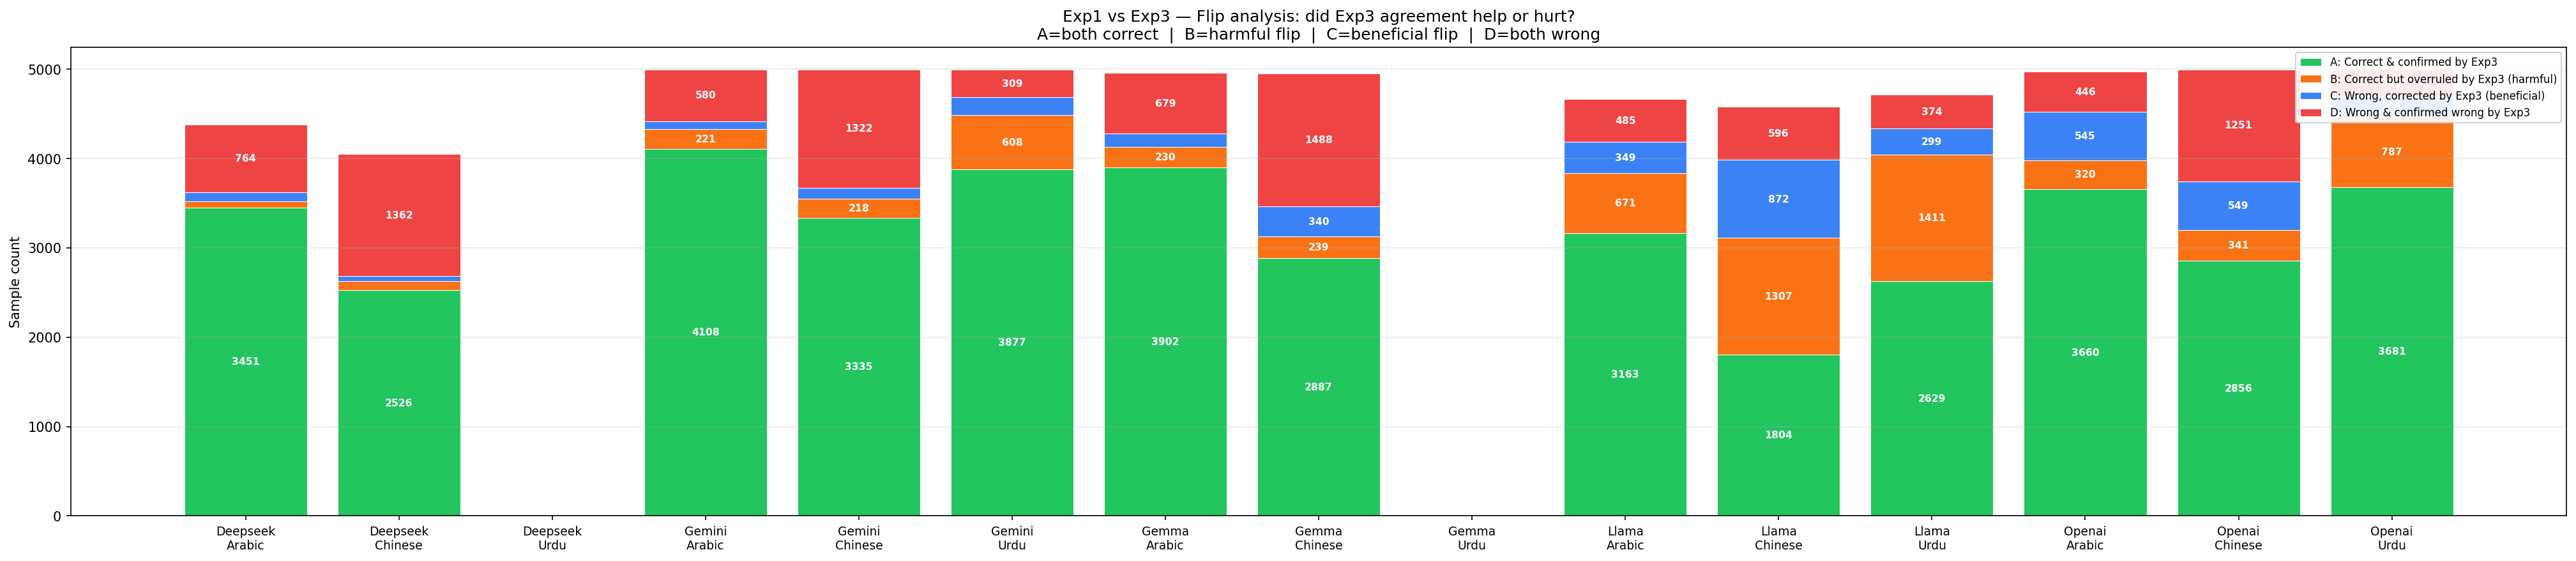 Exp1 vs Exp3 — Flip analysis: did Exp3 agreement help or hurt?
A=both correct | B=harmful flip | C=beneficial flip | D=both wrong
A: Correct & confirmed by Exp3
B: Correct but overruled by Exp3 (harmful)
C: Wrong, corrected by Exp3 (beneficial)
D: Wrong & confirmed wrong by Exp3
Sample count
5000
4000
3000
2000
1000
0
764
3451
1362
2526
580
221
4108
1322
218
3335
309
608
3877
679
230
3902
1488
340
239
2887
485
349
671
3163
596
872
1307
1804
374
299
1411
2629
446
545
320
3660
1251
549
341
2856
787
3681
Deepseek
Arabic
Deepseek
Chinese
Deepseek
Urdu
Gemini
Arabic
Gemini
Chinese
Gemini
Urdu
Gemma
Arabic
Gemma
Chinese
Gemma
Urdu
Llama
Arabic
Llama
Chinese
Llama
Urdu
Openai
Arabic
Openai
Chinese
Openai
Urdu